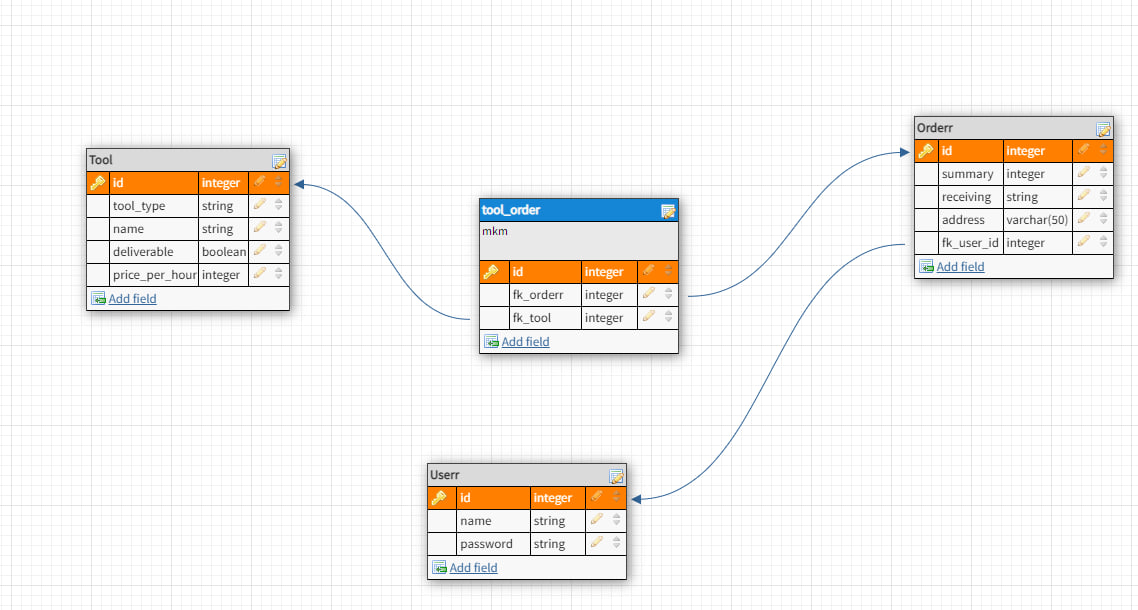 Tool
id integer
tool_type string
name string
deliverable boolean
price_per_hour integer
Add field
tool_order
mkm
id integer
fk_orderr integer
fk_tool integer
Add field
Orderr
id integer
summary integer
receiving string
address varchar(50)
fk_user_id integer
Add field
Userr
id integer
name string
password string
Add field